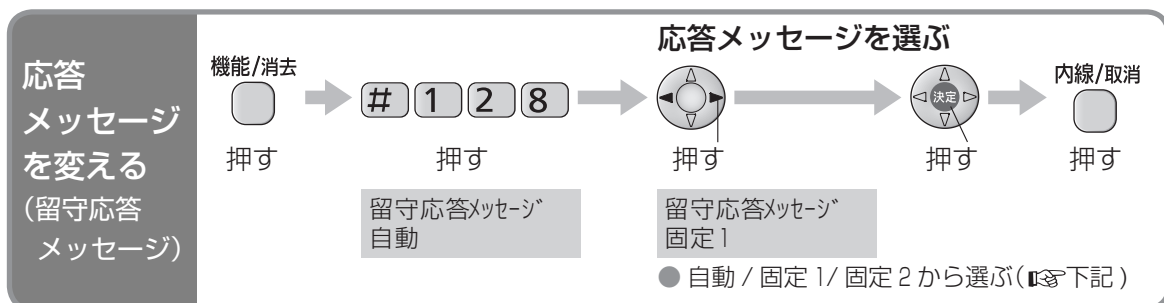 応答
メッセージ
を変える
(留守応答
メッセージ)
機能/消去
押す
# 1 2 8
押す
留守応答ﾒｯｾｰｼﾞ
自動
応答メッセージを選ぶ
押す
留守応答ﾒｯｾｰｼﾞ
固定1
● 自動 / 固定 1/ 固定 2 から選ぶ(☞下記 )
決定
押す
内線/取消
押す